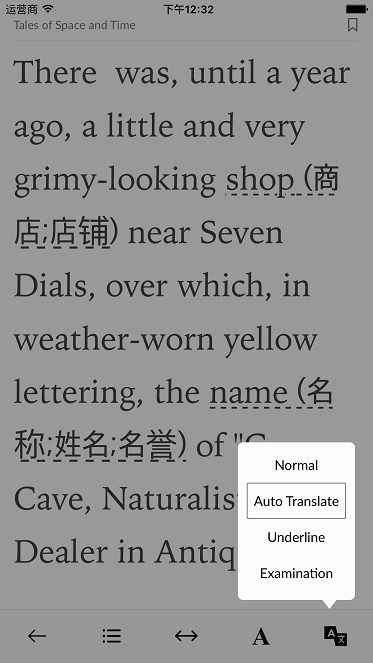 运营商 下午12:32
Tales of Space and Time
There was, until a year
ago, a little and very
grimy-looking shop (商
店;店铺) near Seven
Dials, over which, in
weather-worn yellow
lettering, the name (名
称;姓名;名誉) of "C
Cave, Naturalis
Dealer in Antiq
Normal
Auto Translate
Underline
Examination
A
A 文